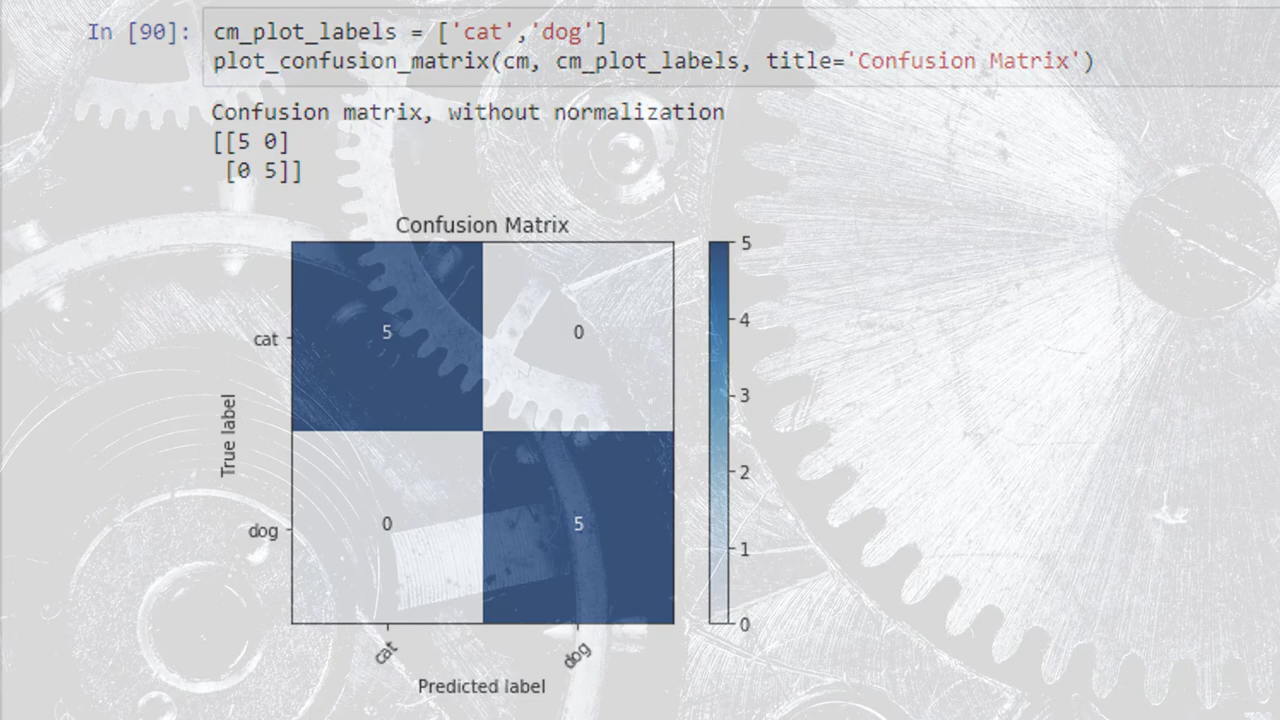 In [90]: cm_plot_labels = ['cat','dog']
plot_confusion_matrix(cm, cm_plot_labels, title='Confusion Matrix')
Confusion matrix, without normalization
[[5 0]
 [0 5]]
Confusion Matrix
5
5 0
4
cat
3
True label
2
0 5
dog
1
0
cat dog
Predicted label